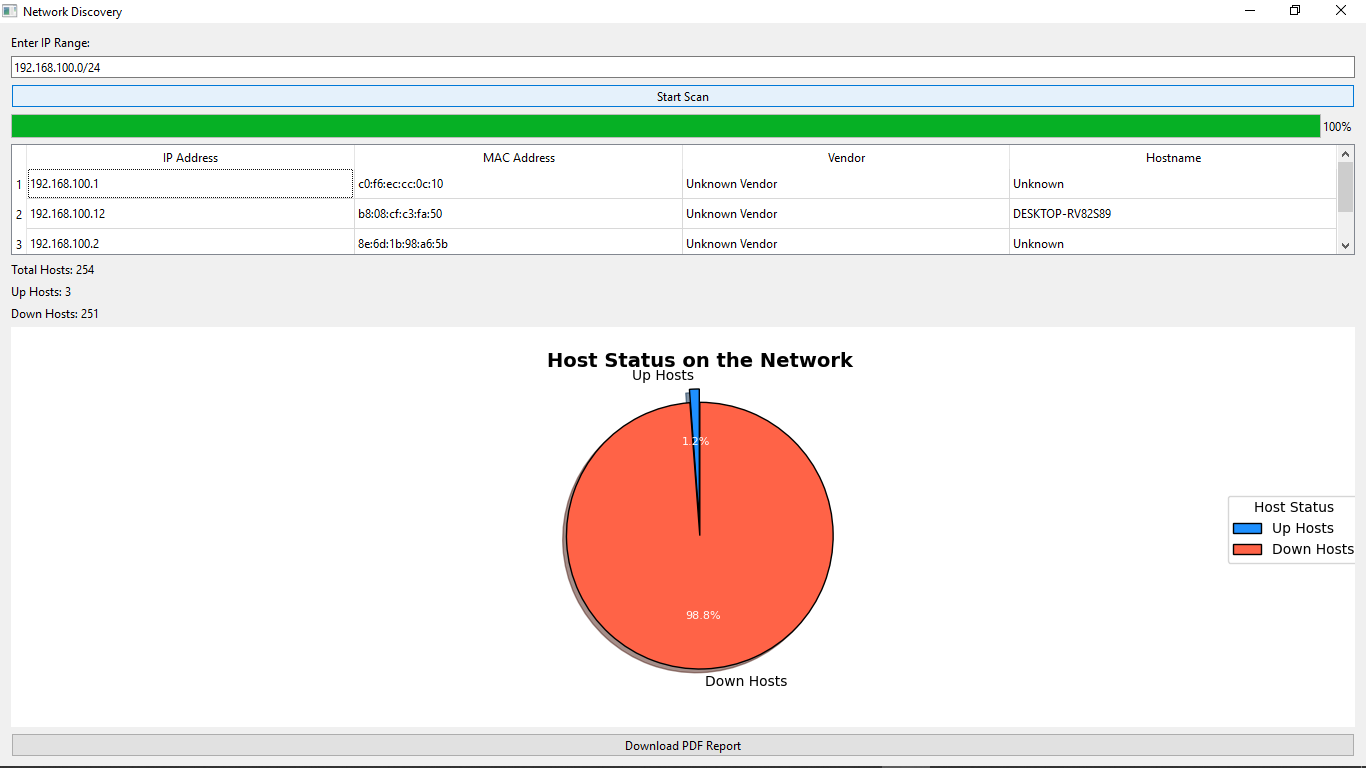 Network Discovery
Enter IP Range:
192.168.100.0/24
Start Scan
100%
IP Address MAC Address Vendor Hostname
1 192.168.100.1 c0:f6:ec:cc:0c:10 Unknown Vendor Unknown
2 192.168.100.12 b8:08:cf:c3:fa:50 Unknown Vendor DESKTOP-RV82S89
3 192.168.100.2 8e:6d:1b:98:a6:5b Unknown Vendor Unknown
Total Hosts: 254
Up Hosts: 3
Down Hosts: 251
Host Status on the Network
Up Hosts
1.2%
98.8%
Down Hosts
Host Status
Up Hosts
Down Hosts
Download PDF Report